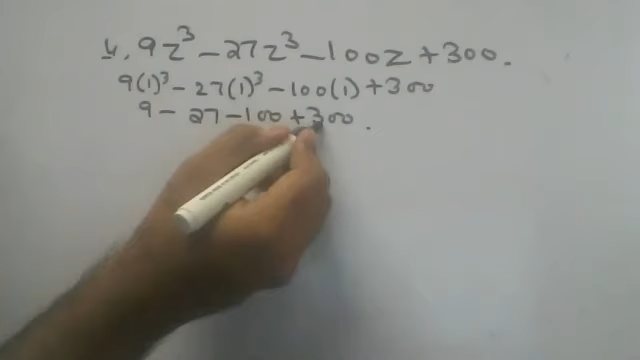 4. 9z³ - 27z³ - 100z + 300.
9(1)³ - 27(1)³ - 100(1) + 300
9 - 27 - 100 + 300.